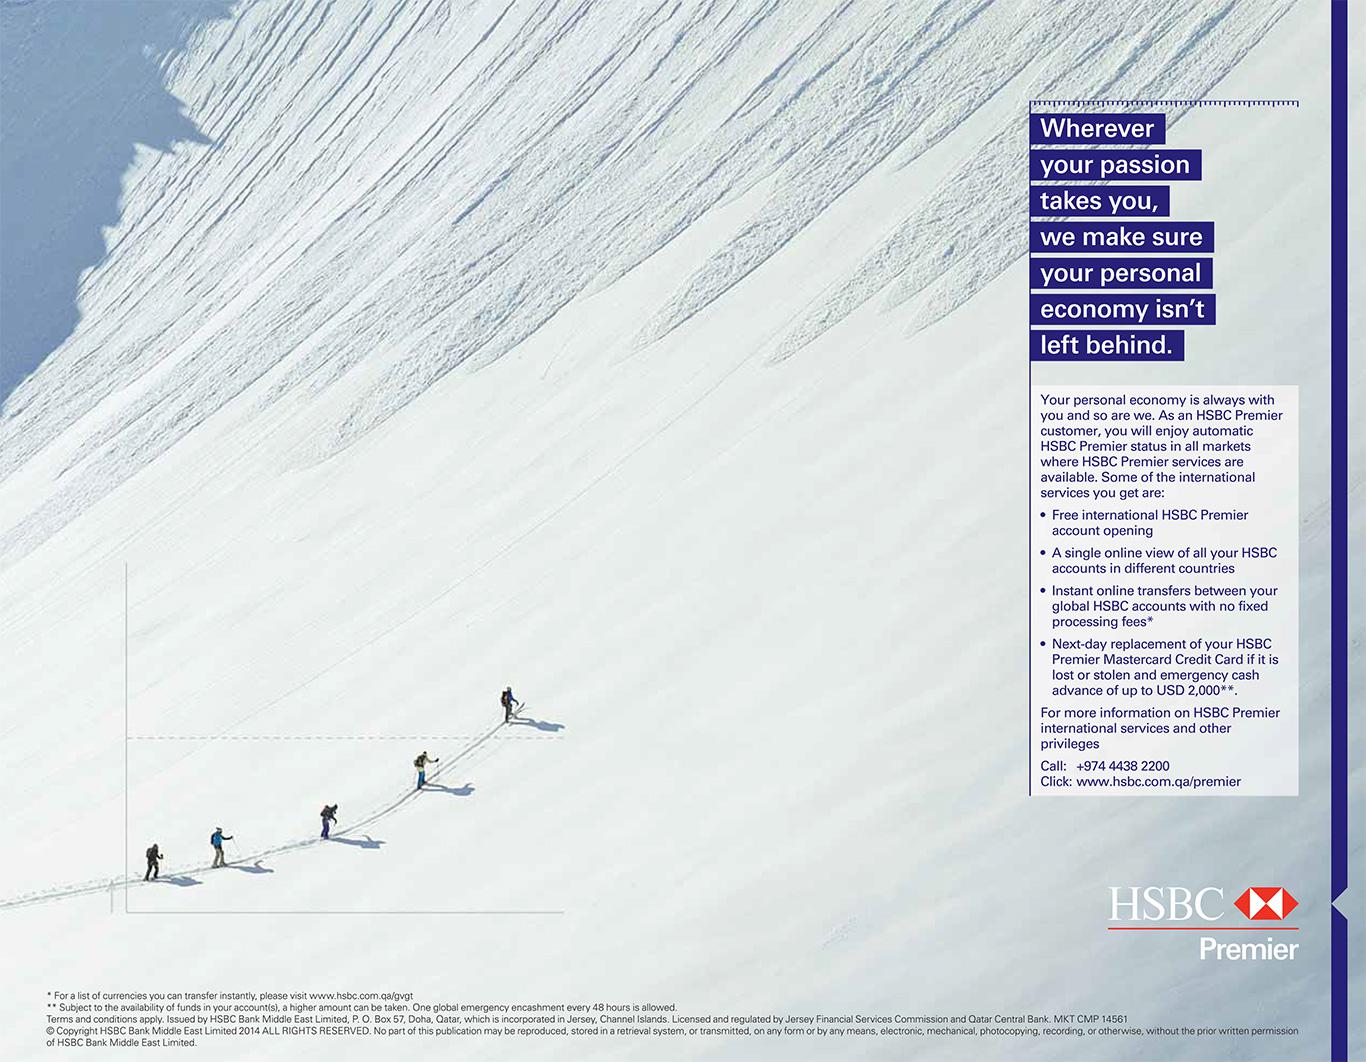 Wherever
your passion
takes you,
we make sure
your personal
economy isn't
left behind.
Your personal economy is always with
you and so are we. As an HSBC Premier
customer, you will enjoy automatic
HSBC Premier status in all markets
where HSBC Premier services are
available. Some of the international
services you get are:
• Free international HSBC Premier
account opening
• A single online view of all your HSBC
accounts in different countries
• Instant online transfers between your
global HSBC accounts with no fixed
processing fees*
• Next-day replacement of your HSBC
Premier Mastercard Credit Card if it is
lost or stolen and emergency cash
advance of up to USD 2,000**.
For more information on HSBC Premier
international services and other
privileges
Call: +974 4438 2200
Click: www.hsbc.com.qa/premier
HSBC
Premier
* For a list of currencies you can transfer instantly, please visit www.hsbc.com.qa/gvgt
** Subject to the availability of funds in your account(s), a higher amount can be taken. One global emergency encashment every 48 hours is allowed.
Terms and conditions apply. Issued by HSBC Bank Middle East Limited, P. O. Box 57, Doha, Qatar, which is incorporated in Jersey, Channel Islands. Licensed and regulated by Jersey Financial Services Commission and Qatar Central Bank. MKT CMP 14561
© Copyright HSBC Bank Middle East Limited 2014 ALL RIGHTS RESERVED. No part of this publication may be reproduced, stored in a retrieval system, or transmitted, on any form or by any means, electronic, mechanical, photocopying, recording, or otherwise, without the prior written permission
of HSBC Bank Middle East Limited.